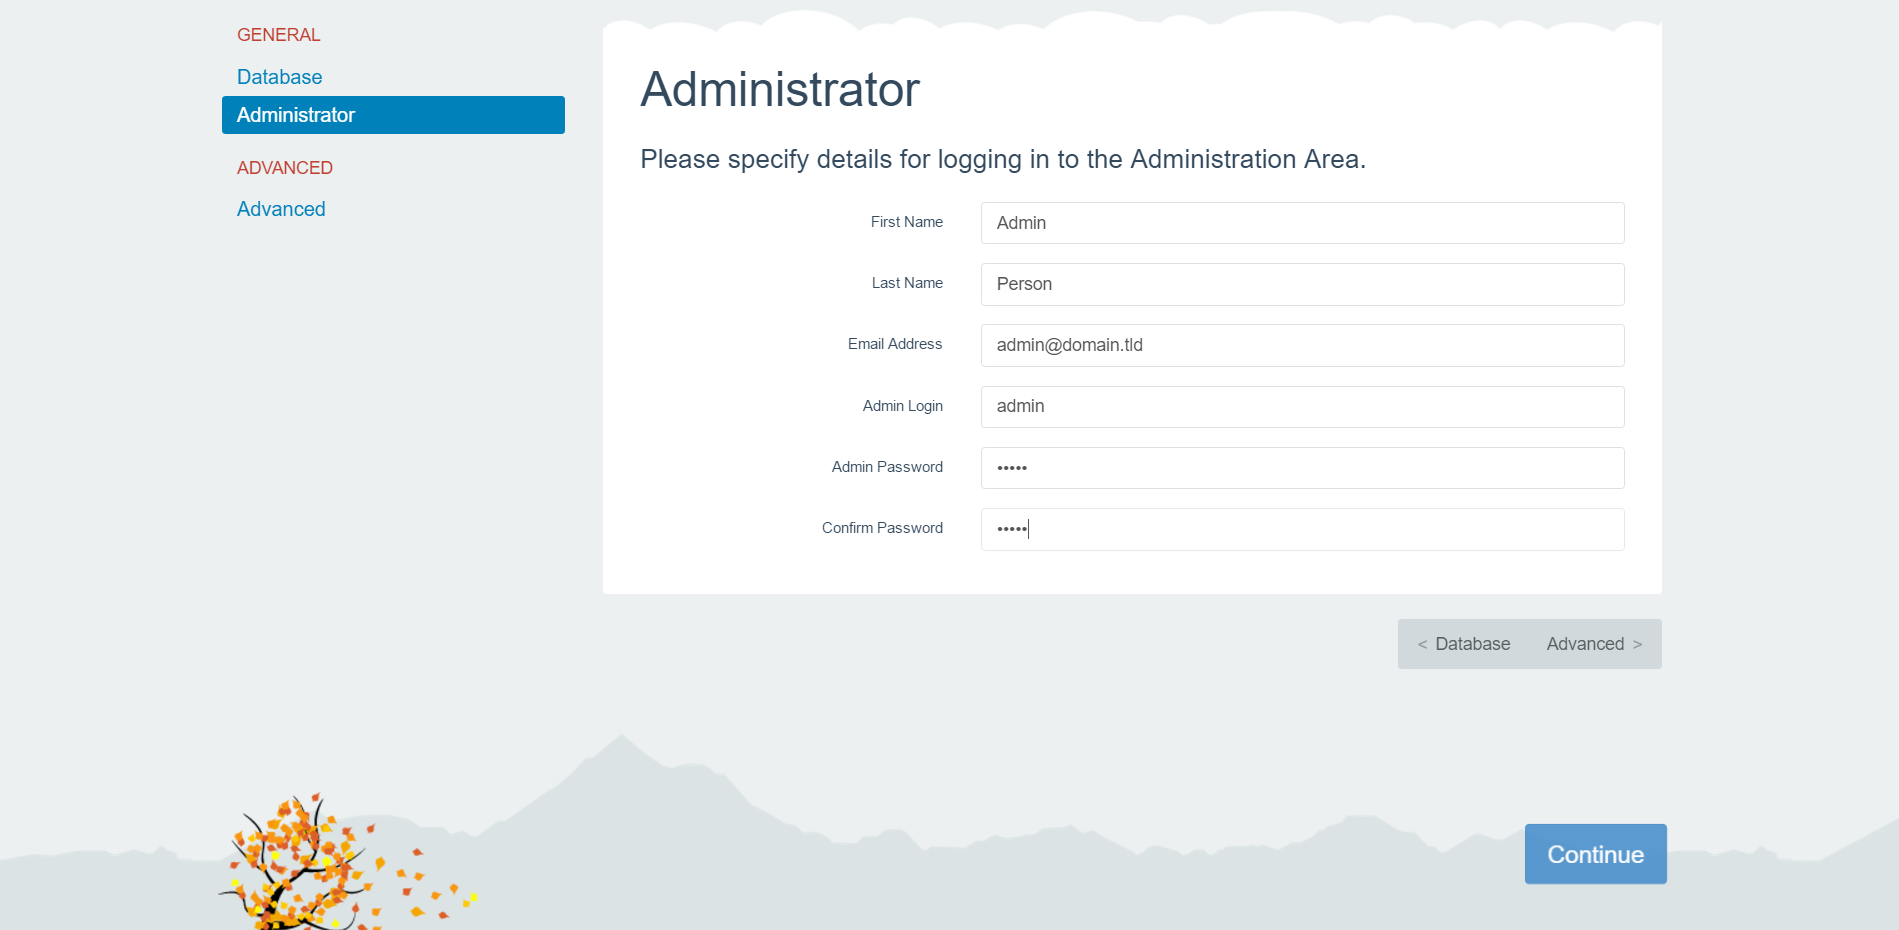 GENERAL
Database
Administrator
ADVANCED
Advanced
Administrator
Please specify details for logging in to the Administration Area.
First Name Admin
Last Name Person
Email Address admin@domain.tld
Admin Login admin
Admin Password •••••
Confirm Password •••••
< Database Advanced >
Continue